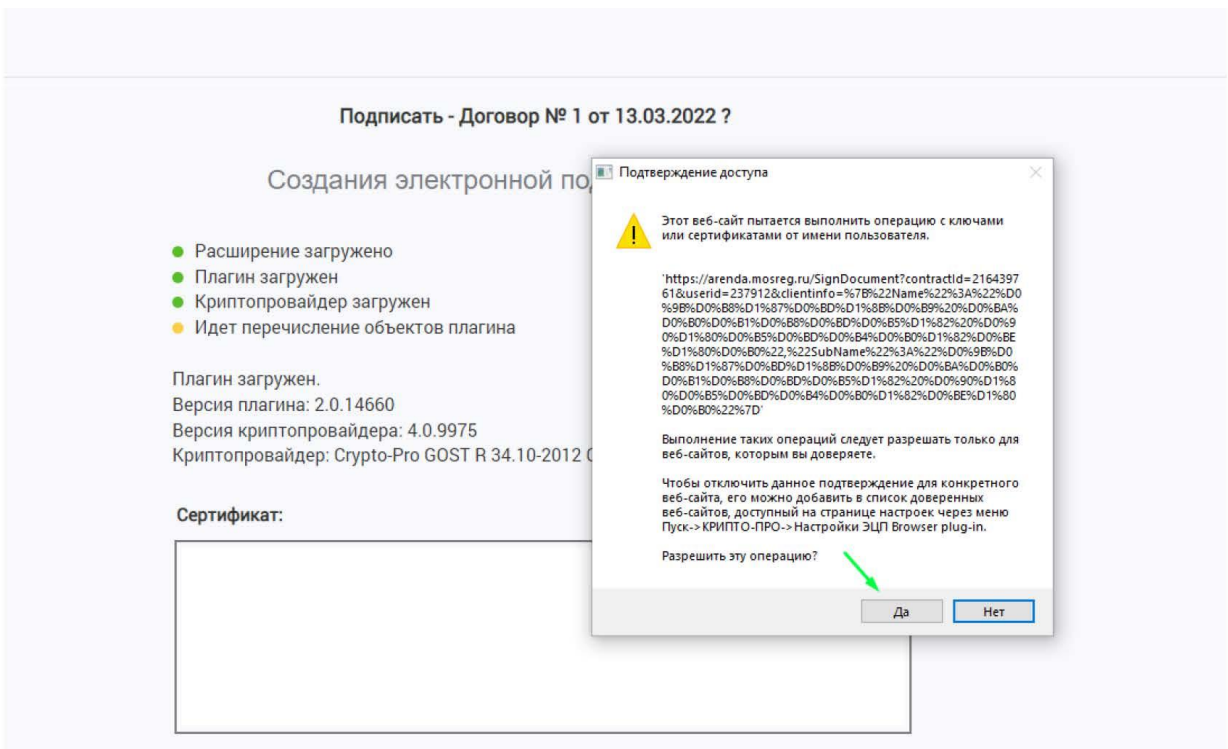 Подписать - Договор № 1 от 13.03.2022 ?
Создания электронной по
Расширение загружено
Плагин загружен
Криптопровайдер загружен
Идет перечисление объектов плагина
Плагин загружен.
Версия плагина: 2.0.14660
Версия криптопровайдера: 4.0.9975
Криптопровайдер: Crypto-Pro GOST R 34.10-2012
Сертификат:
Подтверждение доступа
Этот веб-сайт пытается выполнить операцию с ключами
или сертификатами от имени пользователя.
`https://arenda.mosreg.ru/SignDocument?contractId=2164397
61&userid=237912&clientinfo=%7B%22Name%22%3A%22%D0
%9B%D0%B8%D1%87%D0%BD%D1%8B%D0%B9%20%D0%BA%
D0%B0%D0%B1%D0%B8%D0%BD%D0%B5%D1%82%20%D0%9
0%D1%80%D0%B5%D0%BD%D0%B4%D0%B0%D1%82%D0%BE
%D1%80%D0%B0%22,%22SubName%22%3A%22%D0%9B%D0
%B8%D1%87%D0%BD%D1%8B%D0%B9%20%D0%BA%D0%B0%
D0%B1%D0%B8%D0%BD%D0%B5%D1%82%20%D0%90%D1%8
0%D0%B5%D0%BD%D0%B4%D0%B0%D1%82%D0%BE%D1%80
%D0%B0%22%7D`
Выполнение таких операций следует разрешать только для
веб-сайтов, которым вы доверяете.
Чтобы отключить данное подтверждение для конкретного
веб-сайта, его можно добавить в список доверенных
веб-сайтов, доступный на странице настроек через меню
Пуск->КРИПТО-ПРО->Настройки ЭЦП Browser plug-in.
Разрешить эту операцию?
Да
Нет